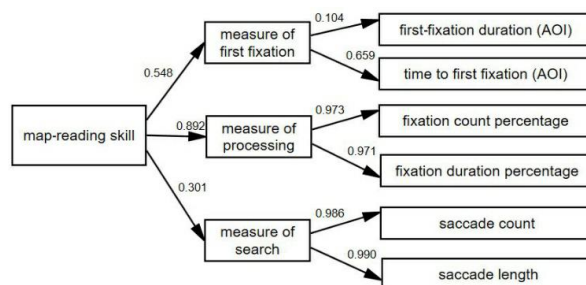 map-reading skill
0.548
0.892
0.301
measure of
first fixation
measure of
processing
measure of
search
0.104
0.659
0.973
0.971
0.986
0.990
first-fixation duration (AOI)
time to first fixation (AOI)
fixation count percentage
fixation duration percentage
saccade count
saccade length